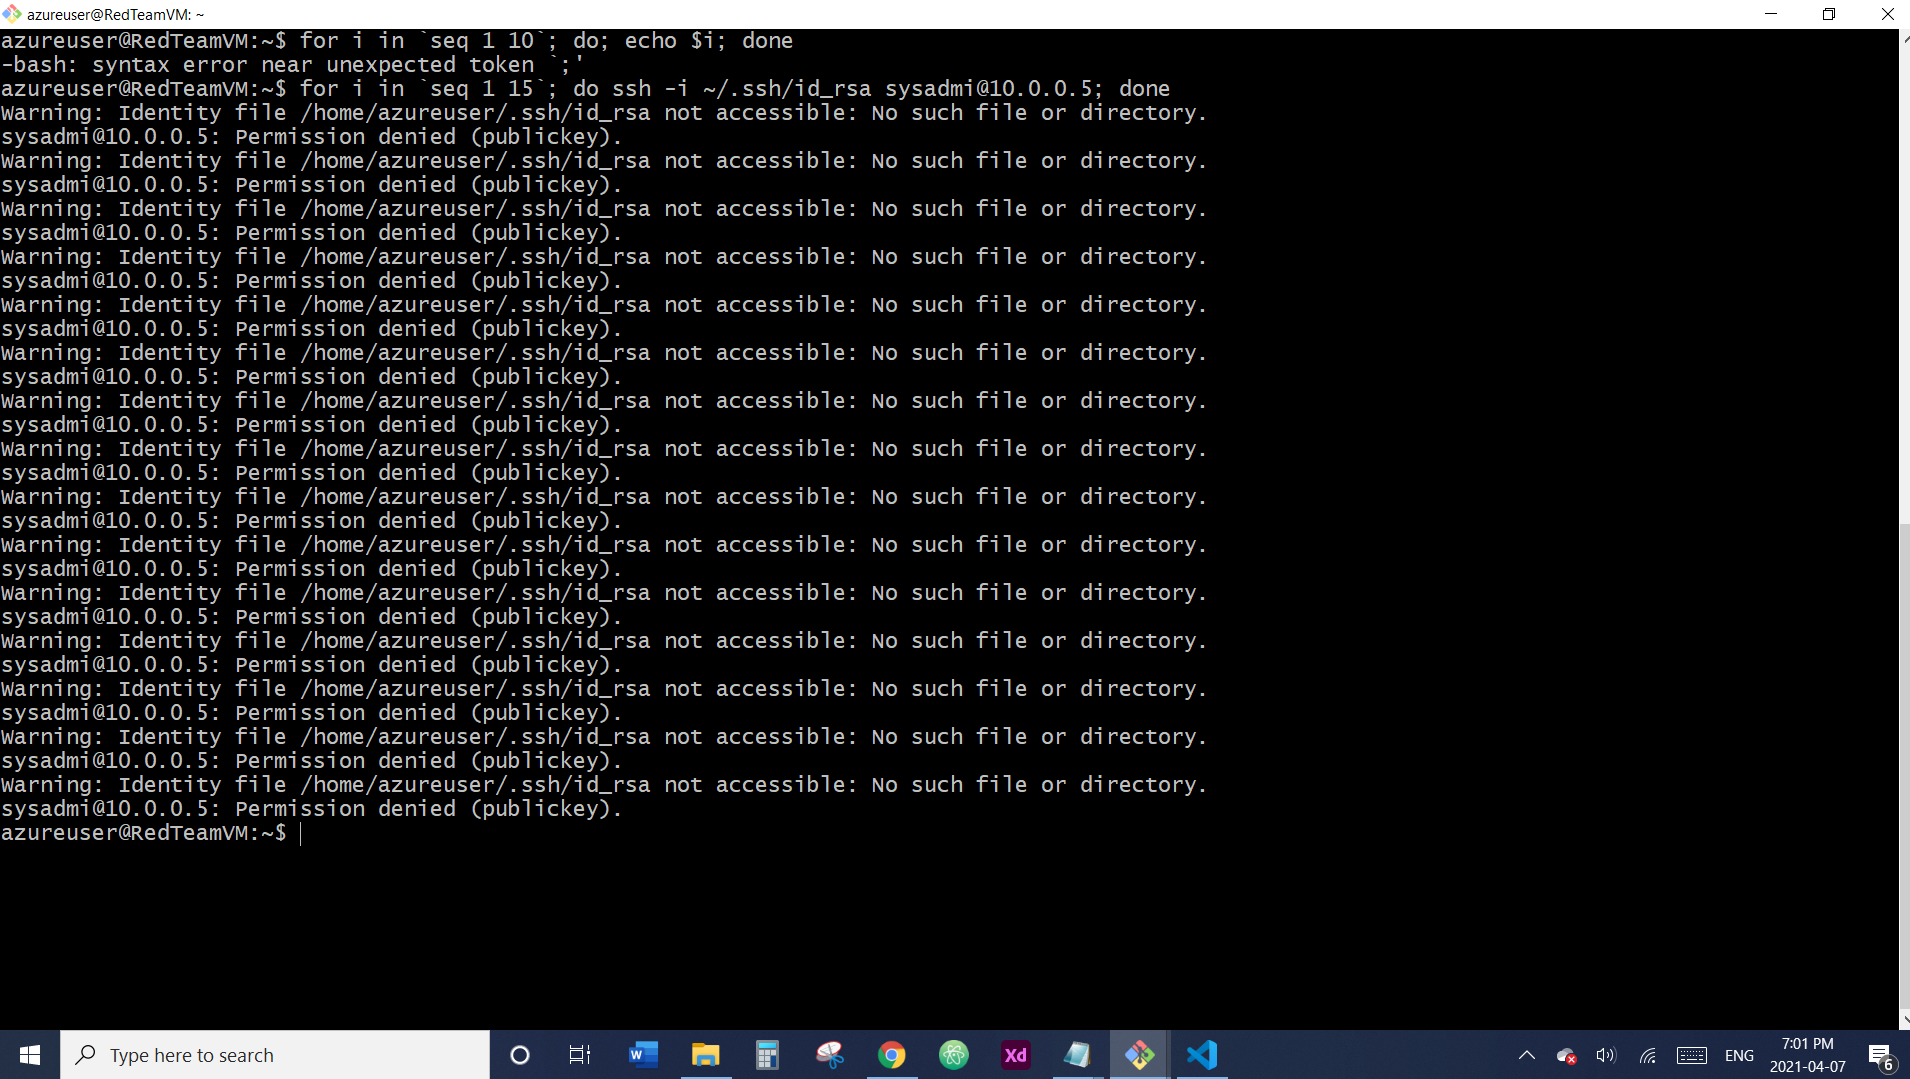 azureuser@RedTeamVM: ~
azureuser@RedTeamVM:~$ for i in `seq 1 10`; do; echo $i; done
-bash: syntax error near unexpected token `;'
azureuser@RedTeamVM:~$ for i in `seq 1 15`; do ssh -i ~/.ssh/id_rsa sysadmi@10.0.0.5; done
Warning: Identity file /home/azureuser/.ssh/id_rsa not accessible: No such file or directory.
sysadmi@10.0.0.5: Permission denied (publickey).
Warning: Identity file /home/azureuser/.ssh/id_rsa not accessible: No such file or directory.
sysadmi@10.0.0.5: Permission denied (publickey).
Warning: Identity file /home/azureuser/.ssh/id_rsa not accessible: No such file or directory.
sysadmi@10.0.0.5: Permission denied (publickey).
Warning: Identity file /home/azureuser/.ssh/id_rsa not accessible: No such file or directory.
sysadmi@10.0.0.5: Permission denied (publickey).
Warning: Identity file /home/azureuser/.ssh/id_rsa not accessible: No such file or directory.
sysadmi@10.0.0.5: Permission denied (publickey).
Warning: Identity file /home/azureuser/.ssh/id_rsa not accessible: No such file or directory.
sysadmi@10.0.0.5: Permission denied (publickey).
Warning: Identity file /home/azureuser/.ssh/id_rsa not accessible: No such file or directory.
sysadmi@10.0.0.5: Permission denied (publickey).
Warning: Identity file /home/azureuser/.ssh/id_rsa not accessible: No such file or directory.
sysadmi@10.0.0.5: Permission denied (publickey).
Warning: Identity file /home/azureuser/.ssh/id_rsa not accessible: No such file or directory.
sysadmi@10.0.0.5: Permission denied (publickey).
Warning: Identity file /home/azureuser/.ssh/id_rsa not accessible: No such file or directory.
sysadmi@10.0.0.5: Permission denied (publickey).
Warning: Identity file /home/azureuser/.ssh/id_rsa not accessible: No such file or directory.
sysadmi@10.0.0.5: Permission denied (publickey).
Warning: Identity file /home/azureuser/.ssh/id_rsa not accessible: No such file or directory.
sysadmi@10.0.0.5: Permission denied (publickey).
Warning: Identity file /home/azureuser/.ssh/id_rsa not accessible: No such file or directory.
sysadmi@10.0.0.5: Permission denied (publickey).
Warning: Identity file /home/azureuser/.ssh/id_rsa not accessible: No such file or directory.
sysadmi@10.0.0.5: Permission denied (publickey).
Warning: Identity file /home/azureuser/.ssh/id_rsa not accessible: No such file or directory.
sysadmi@10.0.0.5: Permission denied (publickey).
azureuser@RedTeamVM:~$
Type here to search
W
Xd
ENG
7:01 PM
2021-04-07
6